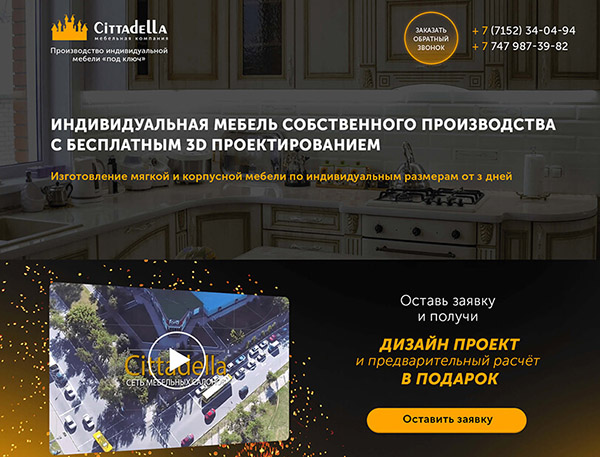 Cittadella
мебельная компания
Производство индивидуальной
мебели «под ключ»
ЗАКАЗАТЬ
ОБРАТНЫЙ
ЗВОНОК
+ 7 (7152) 34-04-94
+ 7 747 987-39-82
ИНДИВИДУАЛЬНАЯ МЕБЕЛЬ СОБСТВЕННОГО ПРОИЗВОДСТВА
С БЕСПЛАТНЫМ 3D ПРОЕКТИРОВАНИЕМ
Изготовление мягкой и корпусной мебели по индивидуальным размерам от 3 дней
Cittadella
СЕТЬ МЕБЕЛЬНЫХ САЛОНОВ
Оставь заявку
и получи
ДИЗАЙН ПРОЕКТ
и предварительный расчёт
В ПОДАРОК
Оставить заявку